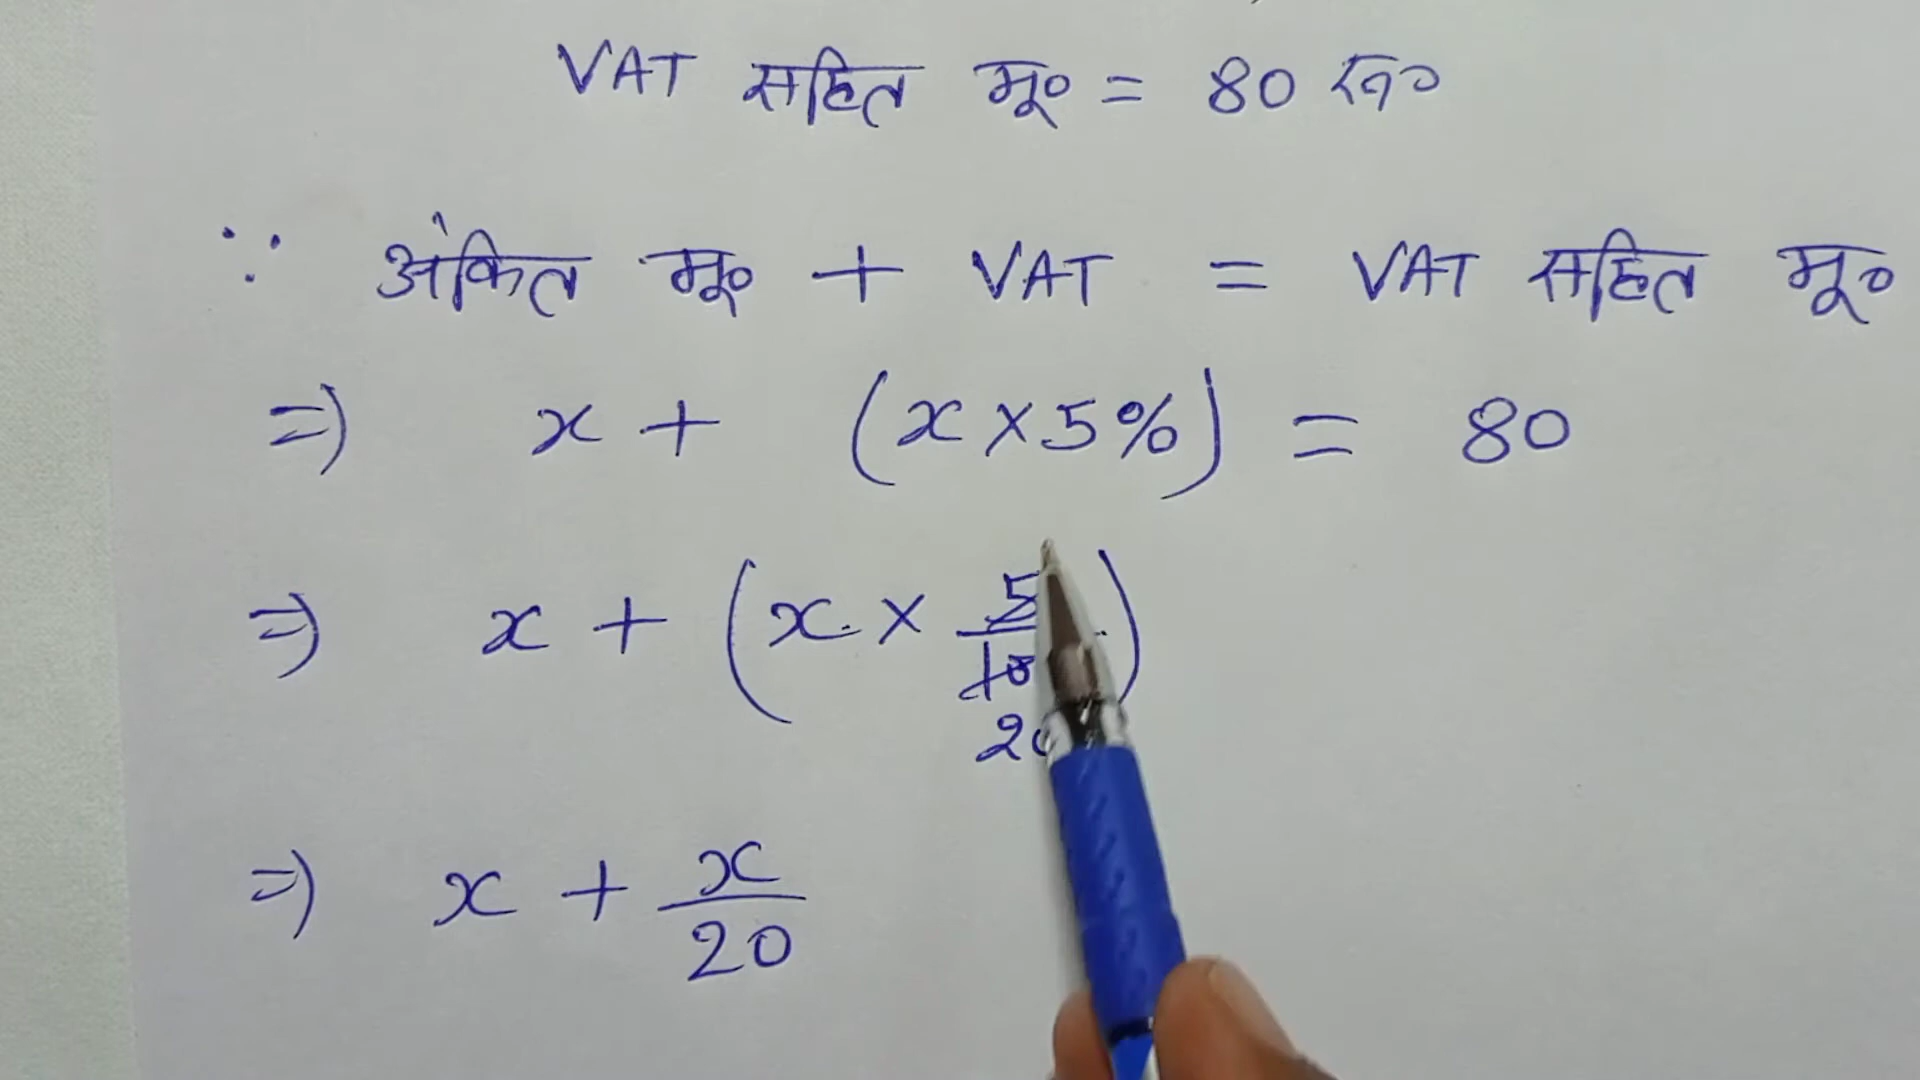 VAT सहित मू० = 80 रु०
∵ अंकित मू० + VAT = VAT सहित मू०
⇒ x + (x × 5%) = 80
⇒ x + (x × 5/100)
20
⇒ x + x/20